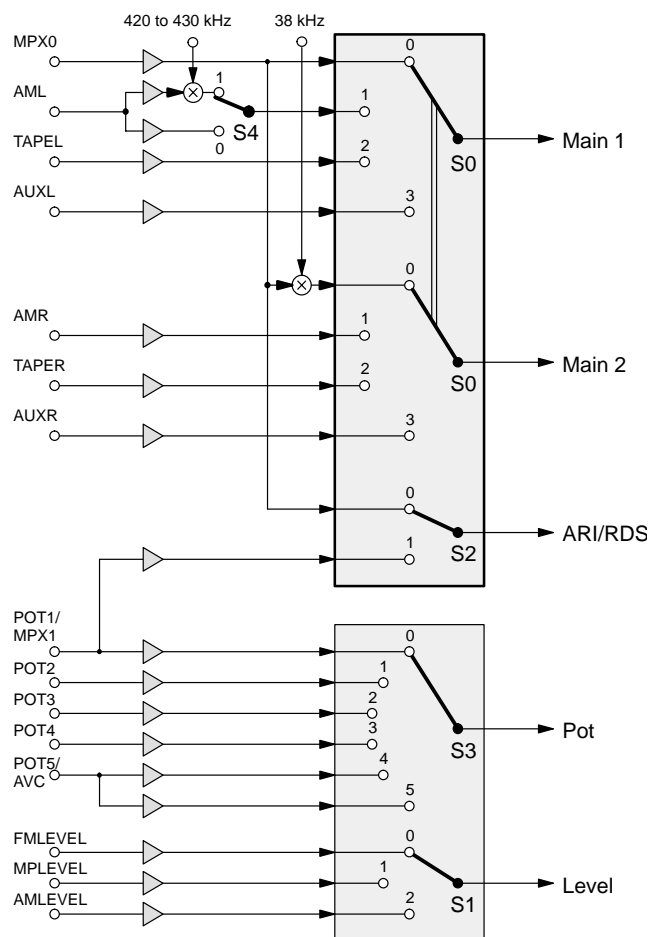 420 to 430 kHz
38 kHz
MPX0
0
AML
1
1
S4
0
TAPEL
2
S0
Main 1
AUXL
3
0
AMR
1
TAPER
2
S0
Main 2
AUXR
3
0
S2
ARI/RDS
1
POT1/
MPX1
0
POT2
1
POT3
2
POT4
3
S3
Pot
POT5/
AVC
4
5
FMLEVEL
0
MPLEVEL
1
S1
Level
AMLEVEL
2